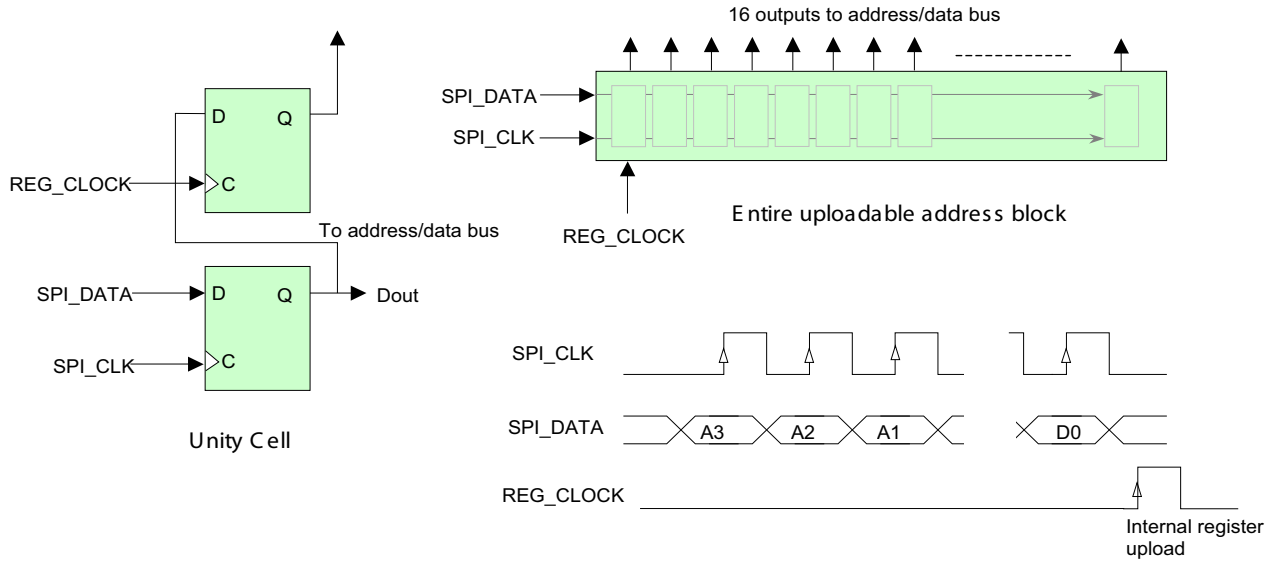 16 outputs to address/data bus
D Q
REG_CLOCK
C
To address/data bus
SPI_DATA
D Q
Dout
SPI_CLK
C
Unity Cell
SPI_DATA
SPI_CLK
REG_CLOCK
Entire uploadable address block
SPI_CLK
SPI_DATA
A3 A2 A1 D0
REG_CLOCK
Internal register
upload